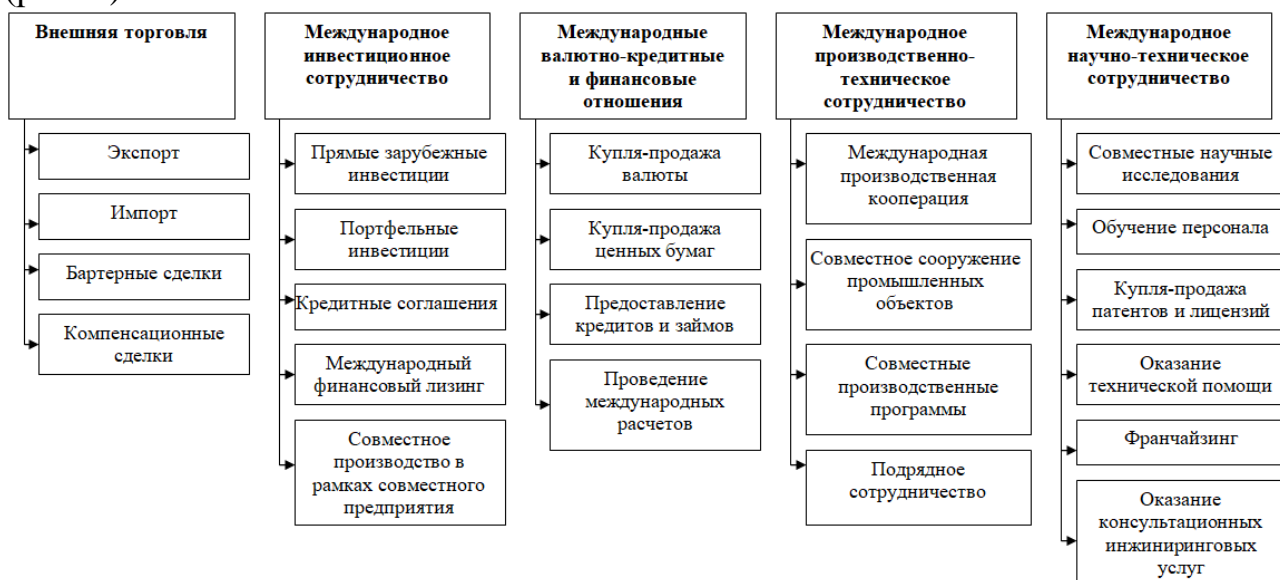 Внешняя торговля
Экспорт
Импорт
Бартерные сделки
Компенсационные
сделки
Международное
инвестиционное
сотрудничество
Прямые зарубежные
инвестиции
Портфельные
инвестиции
Кредитные соглашения
Международный
финансовый лизинг
Совместное
производство в
рамках совместного
предприятия
Международные
валютно-кредитные
и финансовые
отношения
Купля-продажа
валюты
Купля-продажа
ценных бумаг
Предоставление
кредитов и займов
Проведение
международных
расчетов
Международное
производственно-
техническое
сотрудничество
Международная
производственная
кооперация
Совместное сооружение
промышленных
объектов
Совместные
производственные
программы
Подрядное
сотрудничество
Международное
научно-техническое
сотрудничество
Совместные научные
исследования
Обучение персонала
Купля-продажа
патентов и лицензий
Оказание
технической помощи
Франчайзинг
Оказание
консультационных
инжиниринговых
услуг